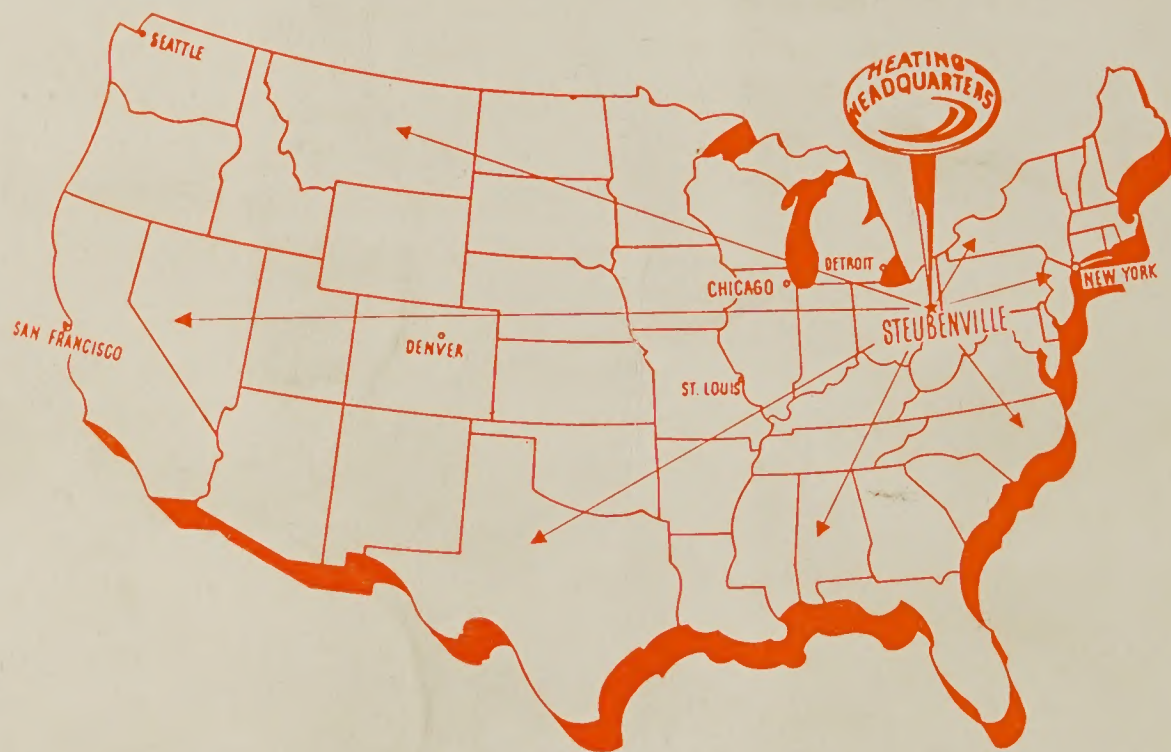 SEATTLE
HEATING
HEADQUARTERS
DETROIT
CHICAGO
NEW YORK
STEUBENVILLE
SAN FRANCISCO
DENVER
ST. LOUIS